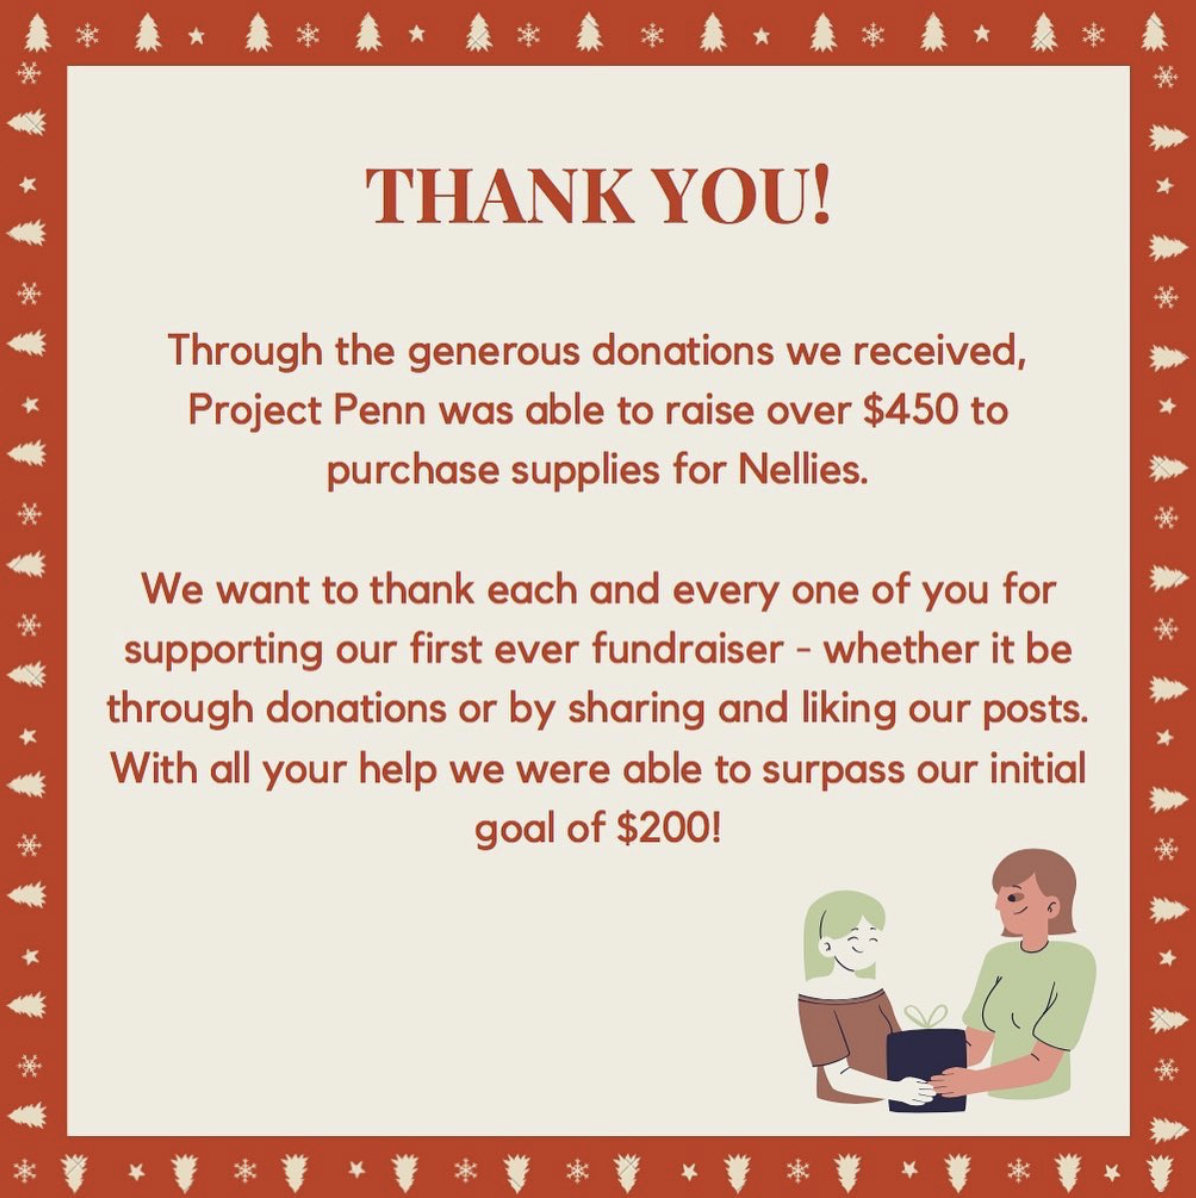 THANK YOU!
Through the generous donations we received,
Project Penn was able to raise over $450 to
purchase supplies for Nellies.
We want to thank each and every one of you for
supporting our first ever fundraiser - whether it be
through donations or by sharing and liking our posts.
With all your help we were able to surpass our initial
goal of $200!